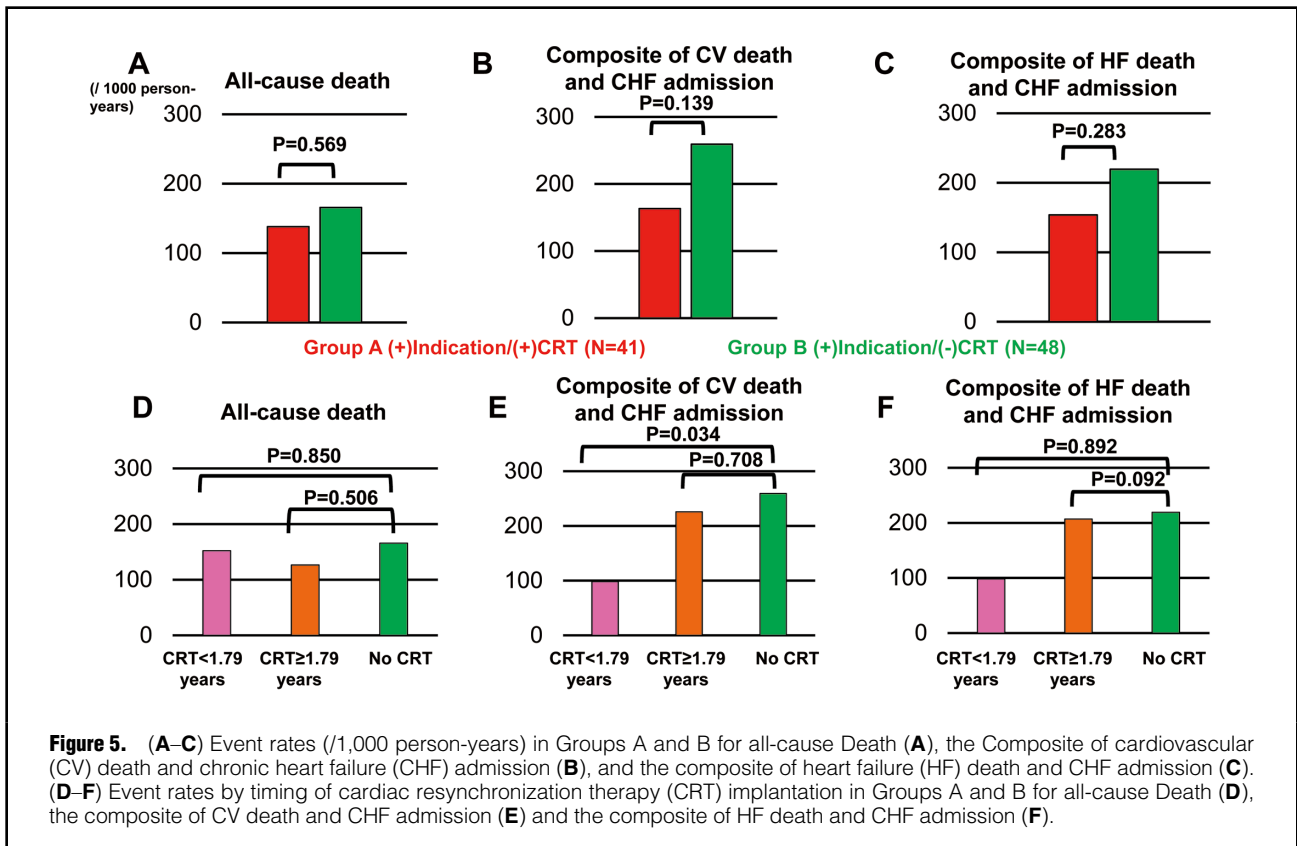 A
(/ 1000 person-
years)
All-cause death
300
P=0.569
200
100
0
B
Composite of CV death
and CHF admission
P=0.139
300
200
100
0
C
Composite of HF death
and CHF admission
300
P=0.283
200
100
0
Group A (+)Indication/(+)CRT (N=41)
Group B (+)Indication/(-)CRT (N=48)
D
All-cause death
P=0.850
300
P=0.506
200
100
0
CRT<1.79
years
CRT≥1.79
years
No CRT
E
Composite of CV death
and CHF admission
P=0.034
300
P=0.708
200
100
0
CRT<1.79
years
CRT≥1.79
years
No CRT
F
Composite of HF death
and CHF admission
P=0.892
300
P=0.092
200
100
0
CRT<1.79
years
CRT≥1.79
years
No CRT
Figure 5. (A–C) Event rates (/1,000 person-years) in Groups A and B for all-cause Death (A), the Composite of cardiovascular
(CV) death and chronic heart failure (CHF) admission (B), and the composite of heart failure (HF) death and CHF admission (C).
(D–F) Event rates by timing of cardiac resynchronization therapy (CRT) implantation in Groups A and B for all-cause Death (D),
the composite of CV death and CHF admission (E) and the composite of HF death and CHF admission (F).